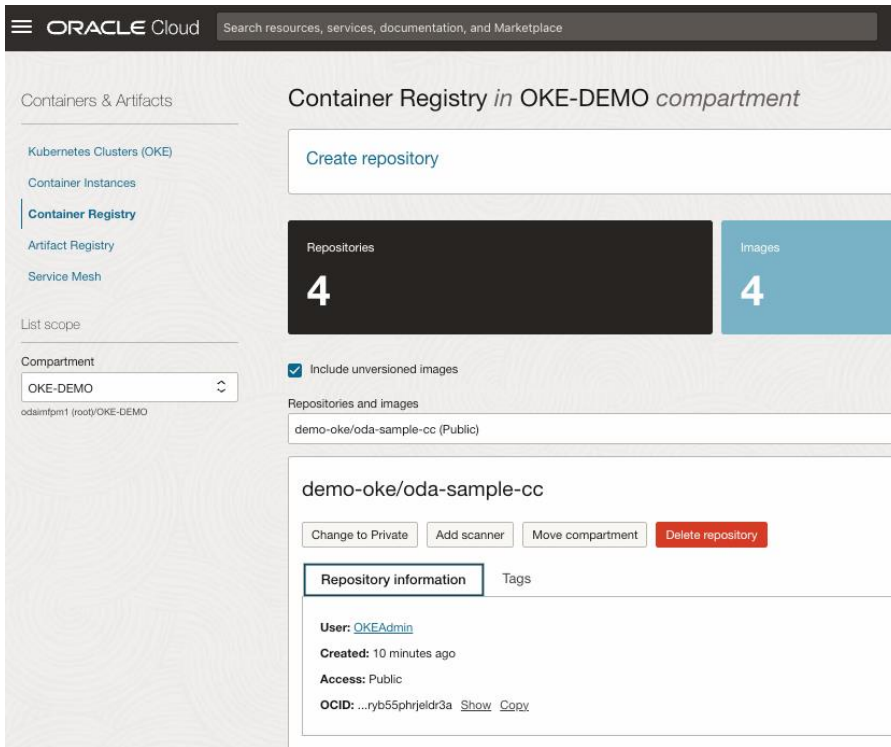 ORACLE Cloud
Search resources, services, documentation, and Marketplace
Containers & Artifacts
Kubernetes Clusters (OKE)
Container Instances
Container Registry
Artifact Registry
Service Mesh
List scope
Compartment
OKE-DEMO
odaimfpm1 (root)/OKE-DEMO
Container Registry in OKE-DEMO compartment
Create repository
Repositories
4
Images
4
Include unversioned images
Repositories and images
demo-oke/oda-sample-cc (Public)
demo-oke/oda-sample-cc
Change to Private Add scanner Move compartment Delete repository
Repository information Tags
User: OKEAdmin
Created: 10 minutes ago
Access: Public
OCID: ...ryb55phrjeldr3a Show Copy